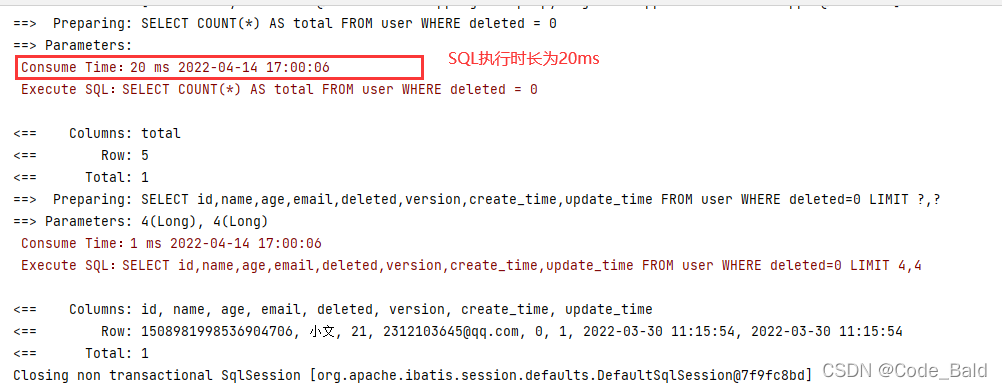 ==>  Preparing: SELECT COUNT(*) AS total FROM user WHERE deleted = 0
==> Parameters:
Consume Time：20 ms 2022-04-14 17:00:06
SQL执行时长为20ms
Execute SQL：SELECT COUNT(*) AS total FROM user WHERE deleted = 0
<==    Columns: total
<==        Row: 5
<==      Total: 1
==>  Preparing: SELECT id,name,age,email,deleted,version,create_time,update_time FROM user WHERE deleted=0 LIMIT ?,?
==> Parameters: 4(Long), 4(Long)
Consume Time：1 ms 2022-04-14 17:00:06
Execute SQL：SELECT id,name,age,email,deleted,version,create_time,update_time FROM user WHERE deleted=0 LIMIT 4,4
<==    Columns: id, name, age, email, deleted, version, create_time, update_time
<==        Row: 1508981998536904706, 小文, 21, 2312103645@qq.com, 0, 1, 2022-03-30 11:15:54, 2022-03-30 11:15:54
<==      Total: 1
Closing non transactional SqlSession [org.apache.ibatis.session.defaults.DefaultSqlSession@7f9fc8bd]
CSDN @Code_Bald